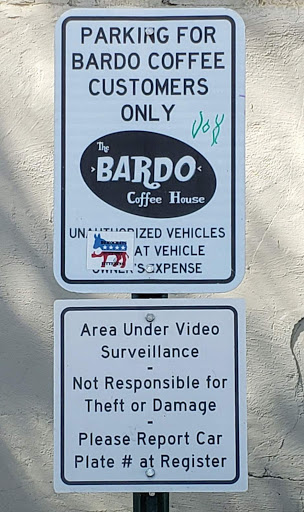 PARKING FOR
BARDO COFFEE
CUSTOMERS
ONLY
Joy
The
BARDO
Coffee House
UNAUTHORIZED VEHICLES
AT VEHICLE
OWNER'S EXPENSE
Area Under Video
Surveillance
-
Not Responsible for
Theft or Damage
-
Please Report Car
Plate # at Register